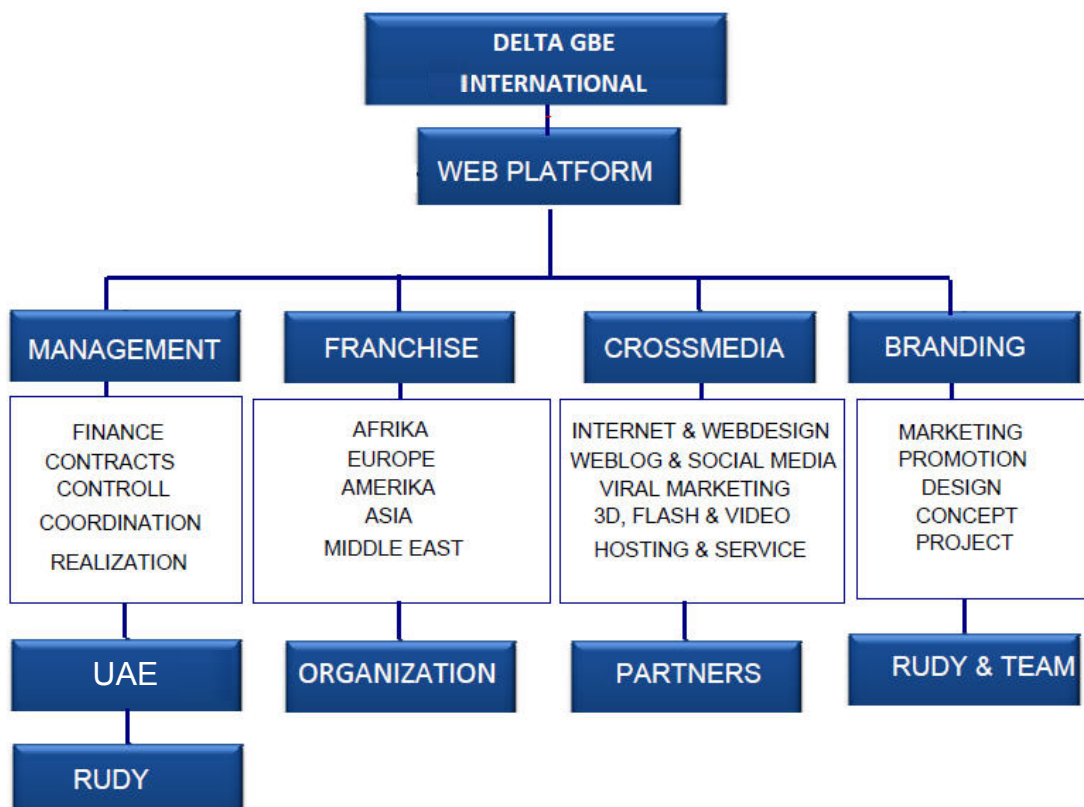 DELTA GBE
INTERNATIONAL
WEB PLATFORM
MANAGEMENT
FINANCE
CONTRACTS
CONTROLL
COORDINATION
REALIZATION
UAE
RUDY
FRANCHISE
AFRIKA
EUROPE
AMERIKA
ASIA
MIDDLE EAST
ORGANIZATION
CROSSMEDIA
INTERNET & WEBDESIGN
WEBLOG & SOCIAL MEDIA
VIRAL MARKETING
3D, FLASH & VIDEO
HOSTING & SERVICE
PARTNERS
BRANDING
MARKETING
PROMOTION
DESIGN
CONCEPT
PROJECT
RUDY & TEAM